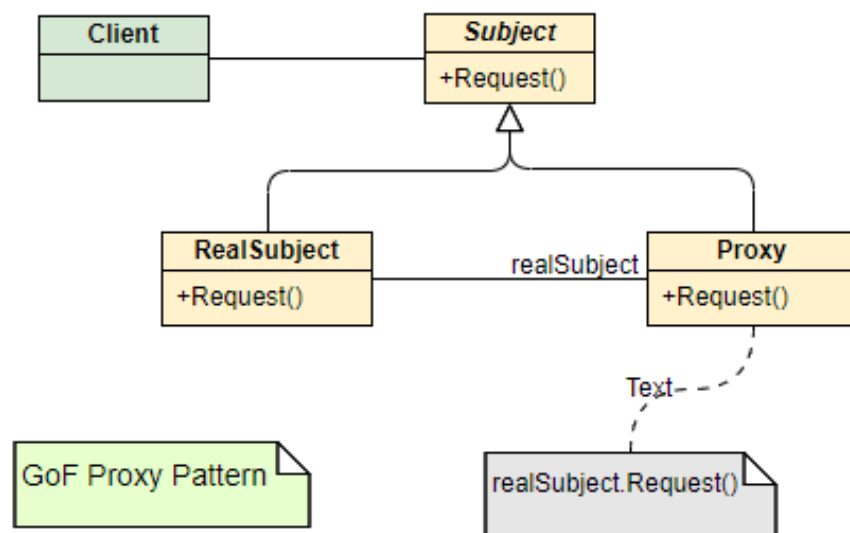 Client
Subject
+Request()
RealSubject
+Request()
realSubject
Proxy
+Request()
Text
GoF Proxy Pattern
realSubject.Request()